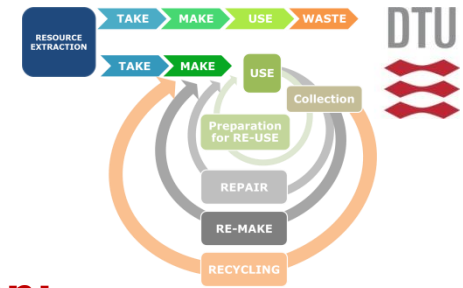 RESOURCE
EXTRACTION
TAKE
MAKE
USE
WASTE
DTU
TAKE
MAKE
USE
Collection
Preparation
for RE-USE
REPAIR
RE-MAKE
RECYCLING